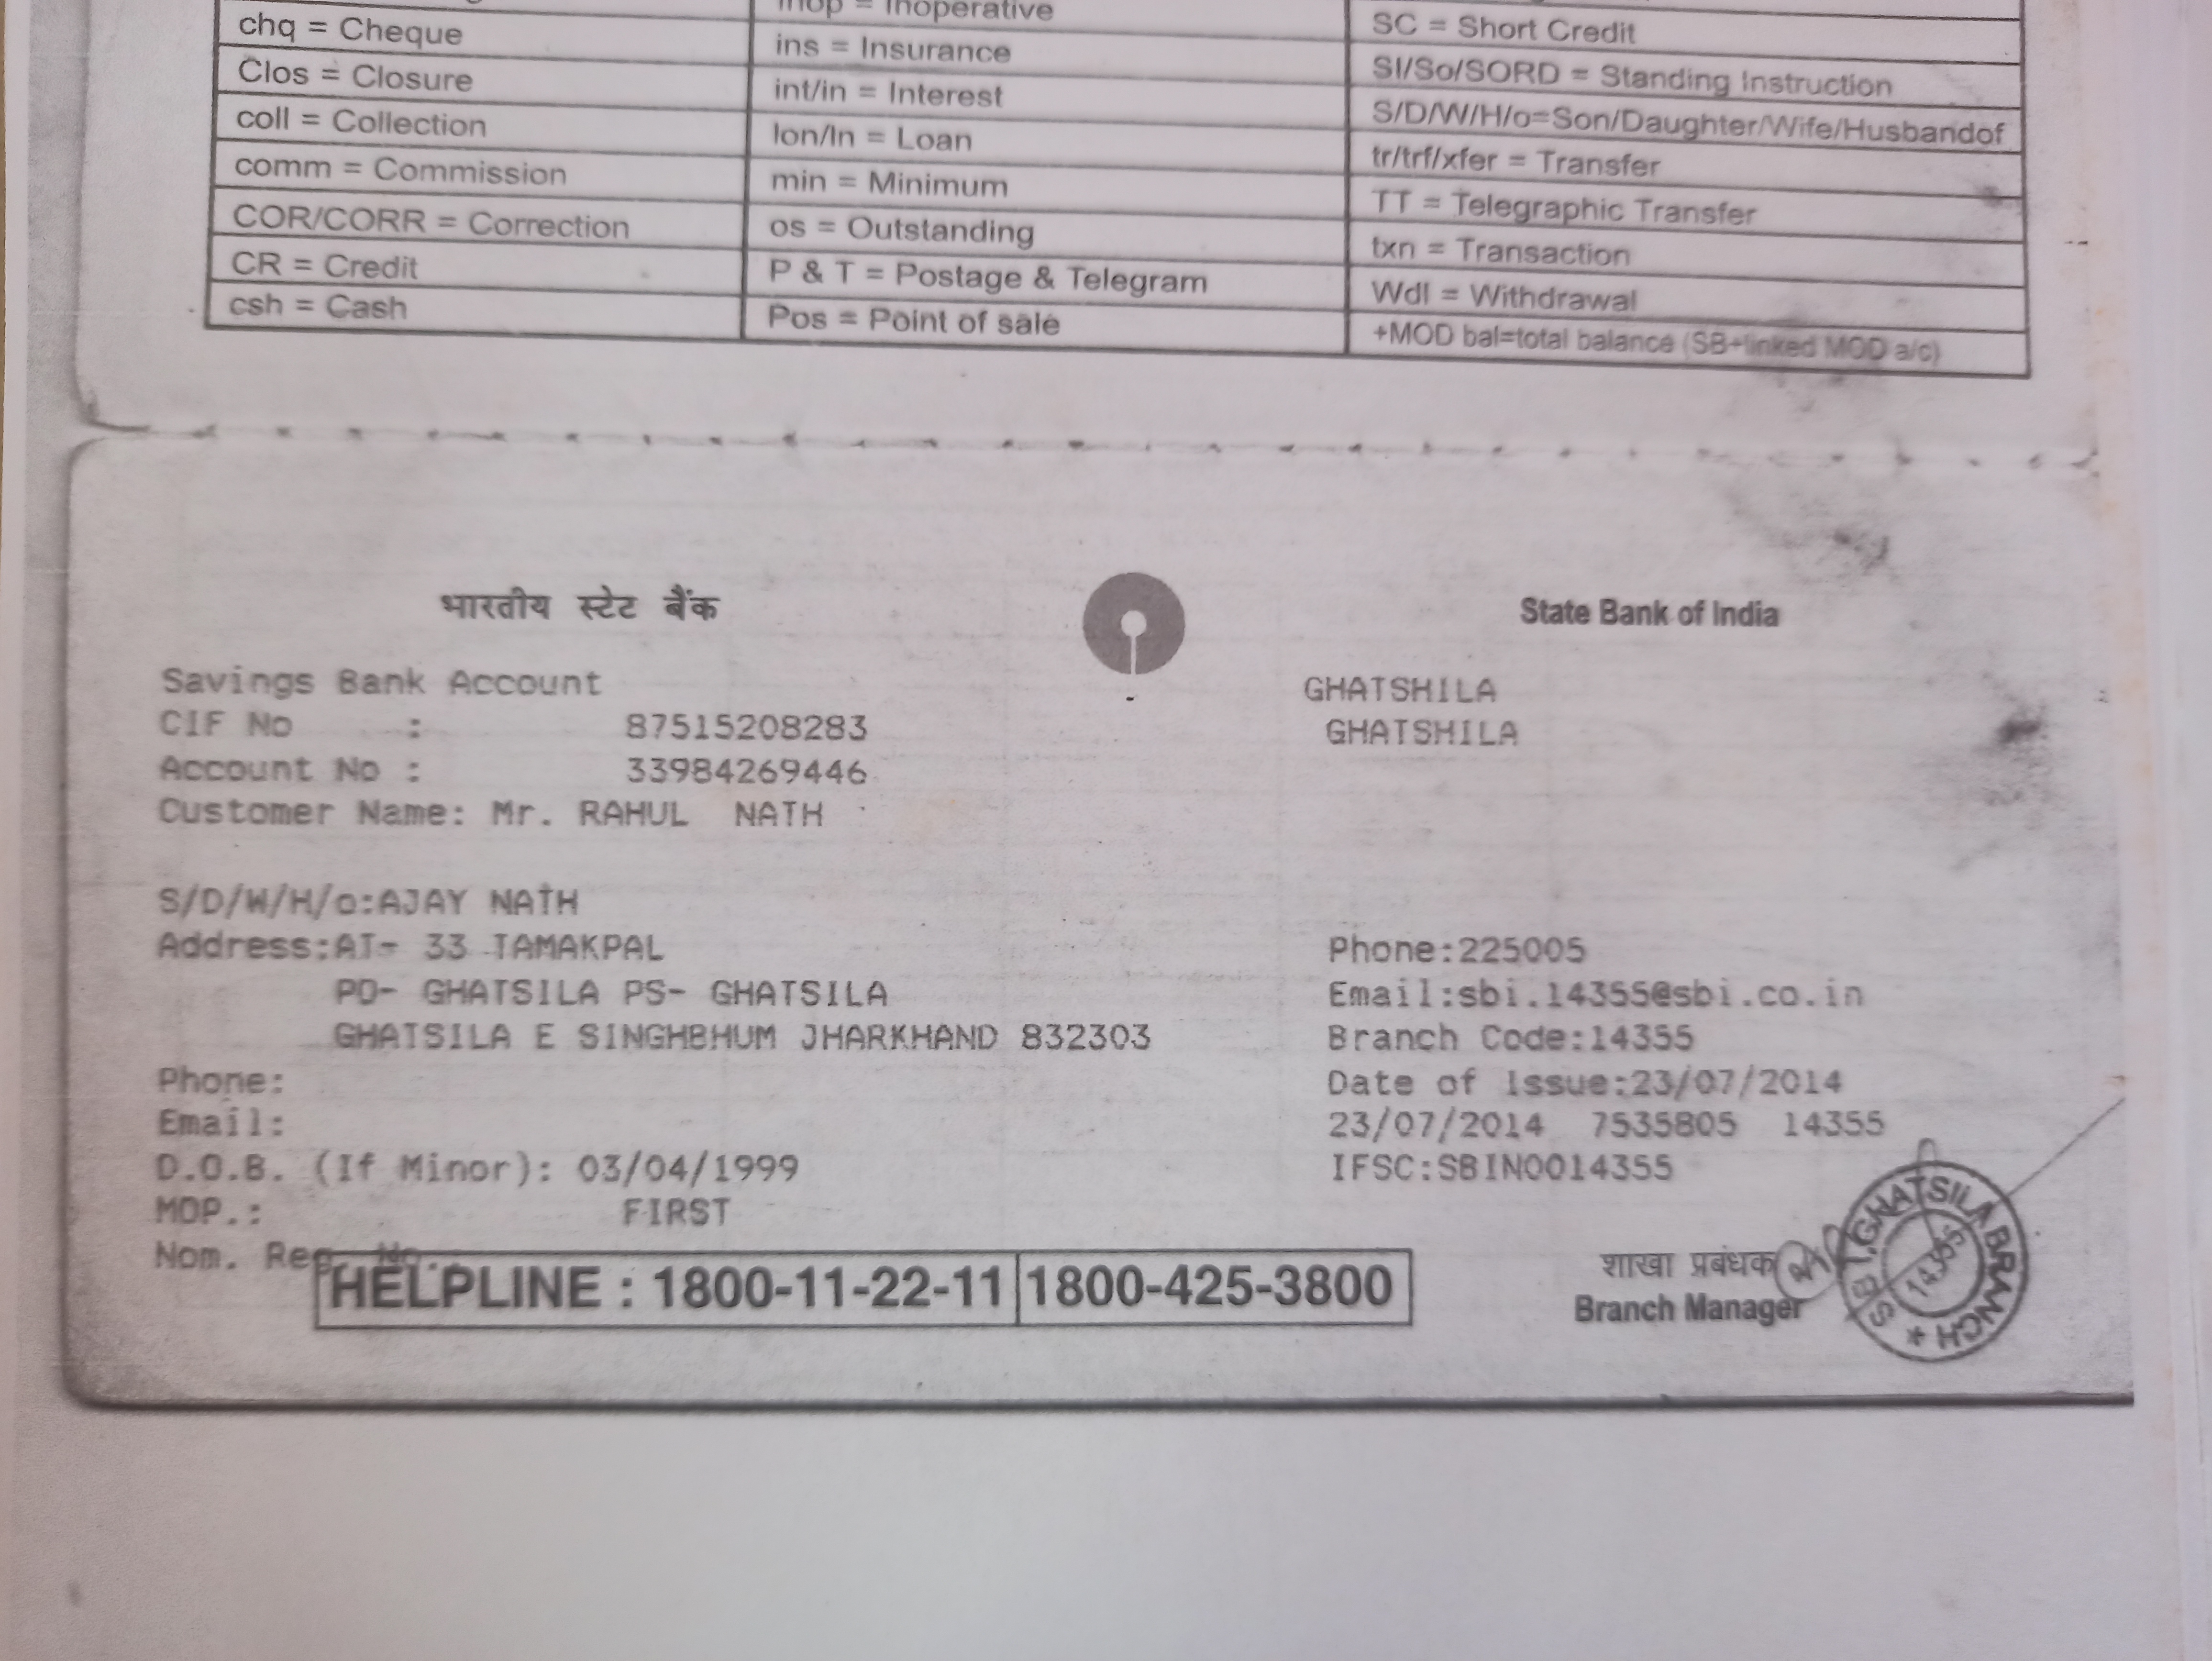 inop = Inoperative
chq = Cheque
ins = Insurance
SC = Short Credit
Clos = Closure
int/in = Interest
SI/So/SORD = Standing Instruction
coll = Collection
lon/ln = Loan
S/D/W/H/o=Son/Daughter/Wife/Husbandof
comm = Commission
min = Minimum
tr/trf/xfer = Transfer
COR/CORR = Correction
os = Outstanding
TT = Telegraphic Transfer
CR = Credit
P & T = Postage & Telegram
txn = Transaction
csh = Cash
Pos = Point of sale
Wdl = Withdrawal
+MOD bal=total balance (SB+linked MOD a/c)
भारतीय स्टेट बैंक
State Bank of India
Savings Bank Account
GHATSHILA
CIF No : 87515208283
GHATSHILA
Account No : 33984269446
Customer Name: Mr. RAHUL NATH
S/D/W/H/o:AJAY NATH
Address:AT- 33 TAMAKPAL
Phone:225005
PO- GHATSILA PS- GHATSILA
Email:sbi.14355@sbi.co.in
GHATSILA E SINGHBHUM JHARKHAND 832303
Branch Code:14355
Phone:
Date of Issue:23/07/2014
Email:
23/07/2014 7535805 14355
D.O.B. (If Minor): 03/04/1999
IFSC:SBIN0014355
MOP.: FIRST
Nom. Reg. No.
HELPLINE : 1800-11-22-11 1800-425-3800
शाखा प्रबंधक
Branch Manager
GHATSILA BRANCH *
14355